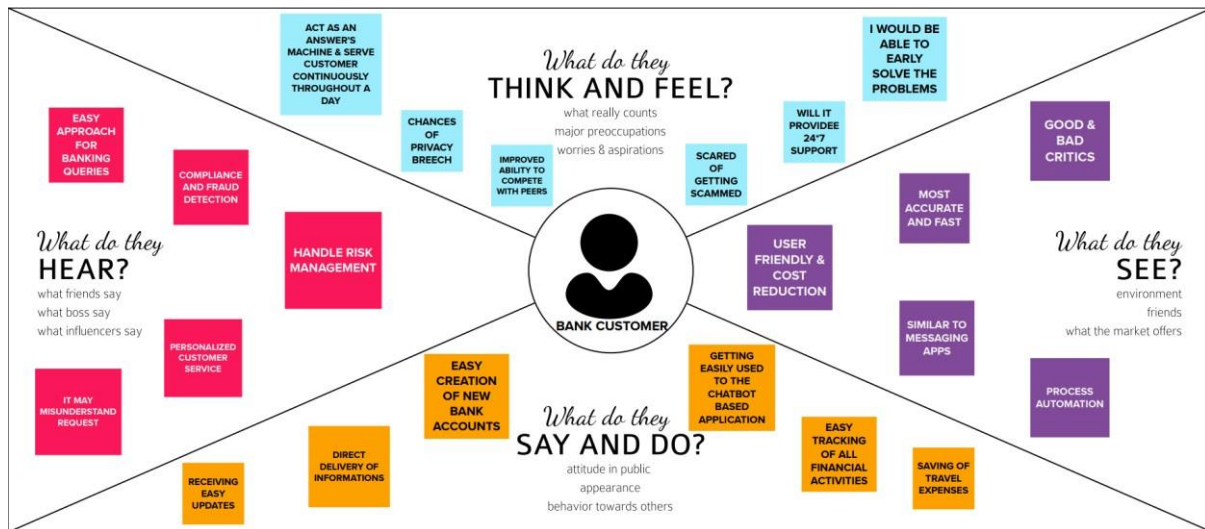 ACT AS AN
ANSWER'S
MACHINE & SERVE
CUSTOMER
CONTINUOUSLY
THROUGHOUT A
DAY
CHANCES
OF
PRIVACY
BREECH
IMPROVED
ABILITY TO
COMPETE
WITH PEERS
What do they
THINK AND FEEL?
what really counts
major preoccupations
worries & aspirations
SCARED
OF
GETTING
SCAMMED
WILL IT
PROVIDEE
24*7
SUPPORT
I WOULD BE
ABLE TO
EARLY
SOLVE THE
PROBLEMS
EASY
APPROACH
FOR
BANKING
QUERIES
COMPLIANCE
AND FRAUD
DETECTION
HANDLE RISK
MANAGEMENT
What do they
HEAR?
what friends say
what boss say
what influencers say
PERSONALIZED
CUSTOMER
SERVICE
IT MAY
MISUNDERSTAND
REQUEST
BANK CUSTOMER
GOOD &
BAD
CRITICS
MOST
ACCURATE
AND FAST
USER
FRIENDLY &
COST
REDUCTION
What do they
SEE?
environment
friends
what the market offers
SIMILAR TO
MESSAGING
APPS
PROCESS
AUTOMATION
EASY
CREATION
OF NEW
BANK
ACCOUNTS
DIRECT
DELIVERY OF
INFORMATIONS
RECEIVING
EASY
UPDATES
What do they
SAY AND DO?
attitude in public
appearance
behavior towards others
GETTING
EASILY USED
TO THE
CHATBOT
BASED
APPLICATION
EASY
TRACKING
OF ALL
FINANCIAL
ACTIVITIES
SAVING OF
TRAVEL
EXPENSES